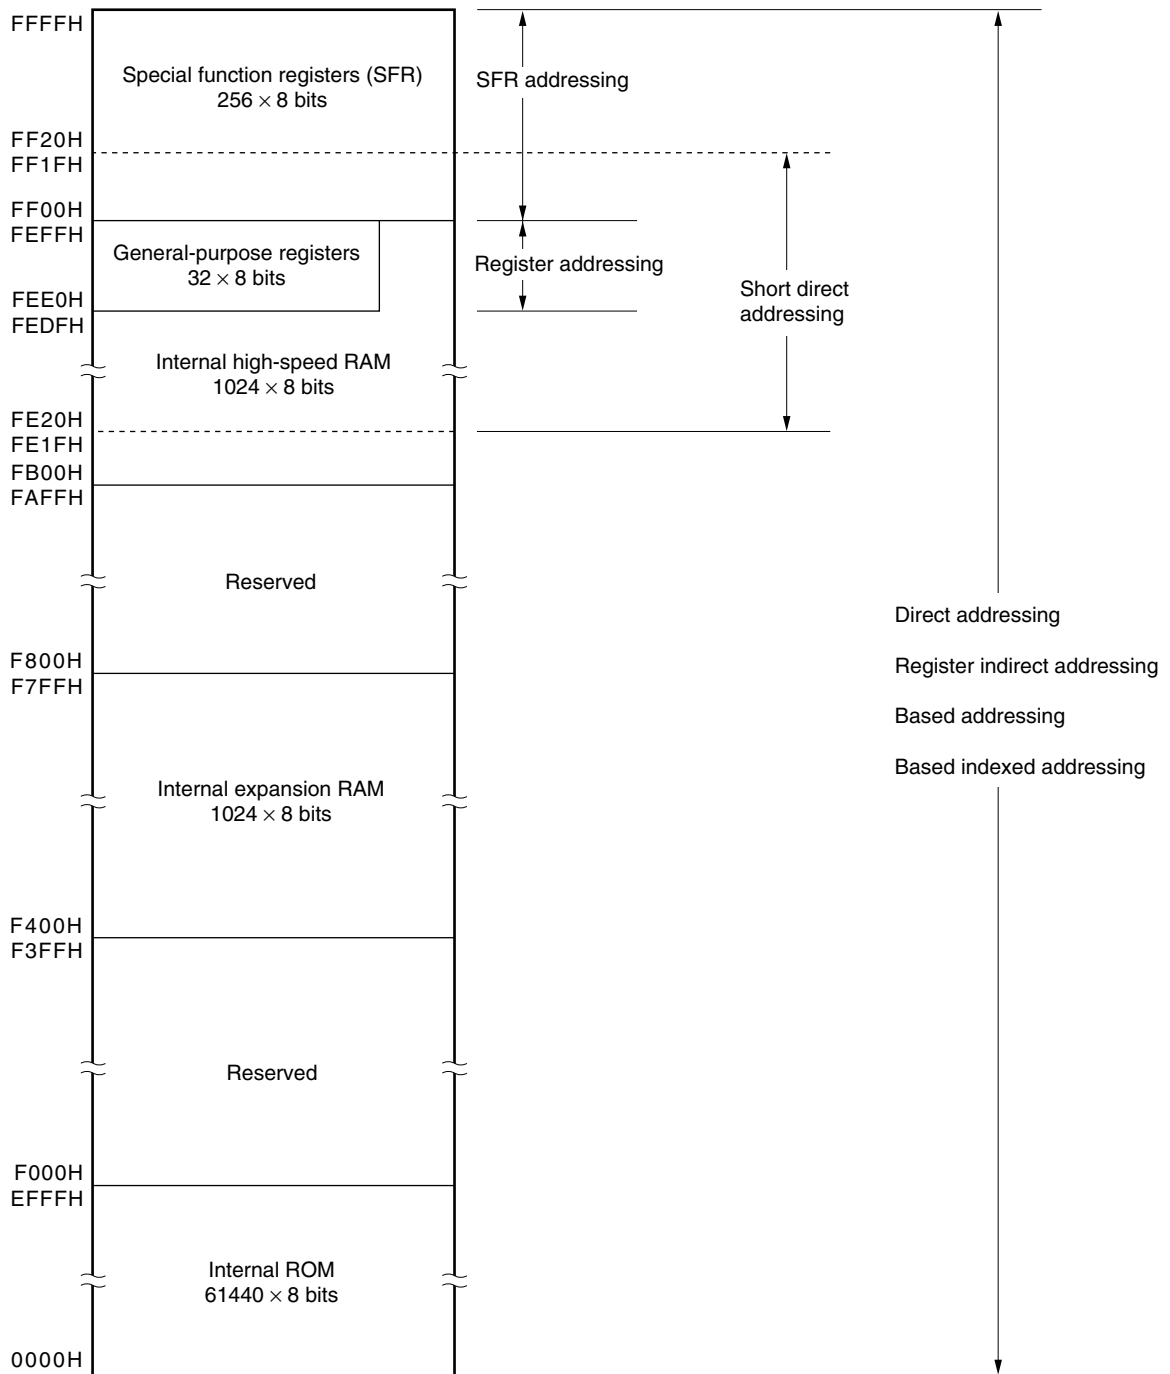 FFFFH
Special function registers (SFR)
256 × 8 bits
SFR addressing
FF20H
FF1FH
FF00H
FEFFH
General-purpose registers
32 × 8 bits
Register addressing
Short direct
addressing
FEE0H
FEDFH
Internal high-speed RAM
1024 × 8 bits
FE20H
FE1FH
FB00H
FAFFH
Reserved
Direct addressing
Register indirect addressing
Based addressing
Based indexed addressing
F800H
F7FFH
Internal expansion RAM
1024 × 8 bits
F400H
F3FFH
Reserved
F000H
EFFFH
Internal ROM
61440 × 8 bits
0000H